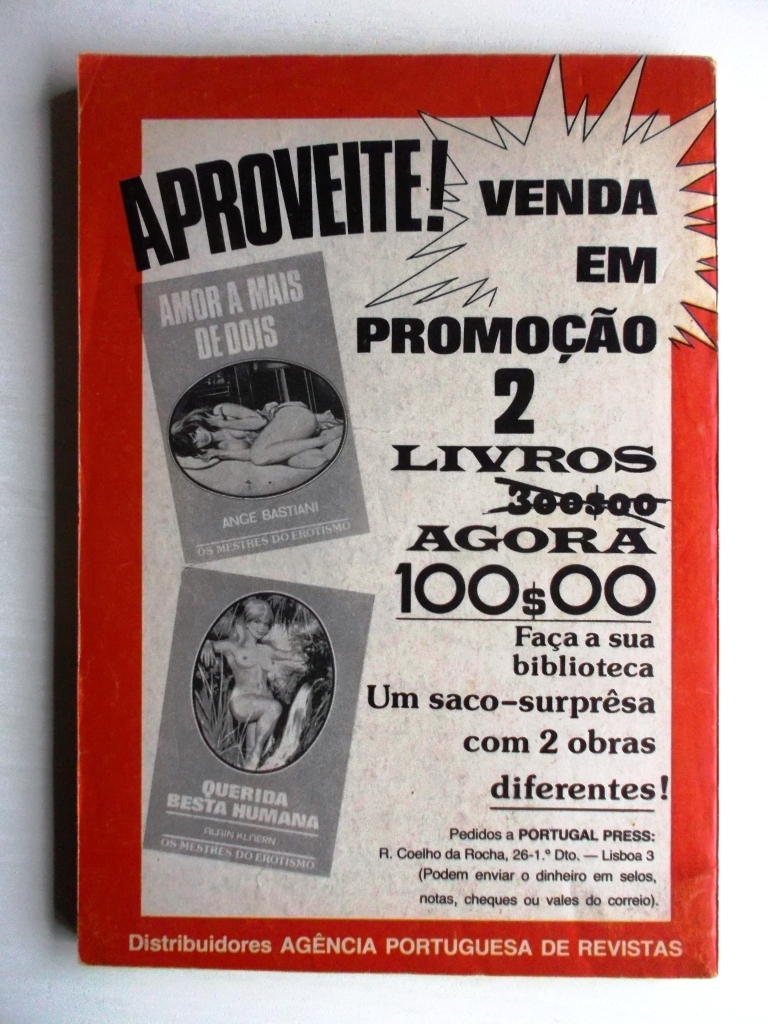 APROVEITE!
VENDA
EM
PROMOÇÃO
2
LIVROS
300$00
AGORA
100$00
Faça a sua
biblioteca
Um saco-surprêsa
com 2 obras
diferentes!
Pedidos a PORTUGAL PRESS:
R. Coelho da Rocha, 26-1.º Dto. — Lisboa 3
(Podem enviar o dinheiro em selos,
notas, cheques ou vales do correio).
AMOR A MAIS
DE DOIS
ANGE BASTIANI
OS MESTRES DO EROTISMO
QUERIDA
BESTA HUMANA
ALAIN
OS MESTRES DO EROTISMO
Distribuidores AGÊNCIA PORTUGUESA DE REVISTAS